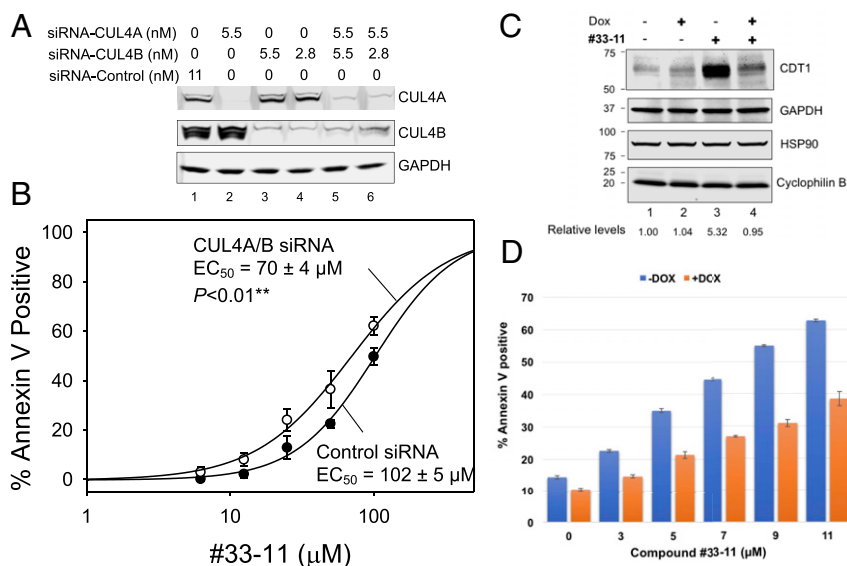 A
siRNA-CUL4A (nM) 0 5.5 0 0 5.5 5.5
siRNA-CUL4B (nM) 0 0 5.5 2.8 5.5 2.8
siRNA-Control (nM) 11 0 0 0 0 0
CUL4A
CUL4B
GAPDH
1 2 3 4 5 6
B
100
80
60
40
20
0
% Annexin V Positive
CUL4A/B siRNA
EC50 = 70 ± 4 µM
P<0.01**
Control siRNA
EC50 = 102 ± 5 µM
1 10 100
#33-11 (µM)
C
Dox - + - +
#33-11 - - + +
75
50
CDT1
37
GAPDH
100
75
HSP90
25
20
Cyclophilin B
1 2 3 4
Relative levels 1.00 1.04 5.32 0.95
D
-DOX +DOX
70
60
50
40
30
20
10
0
% Annexin V positive
0 3 5 7 9 11
Compound #33-11 (µM)